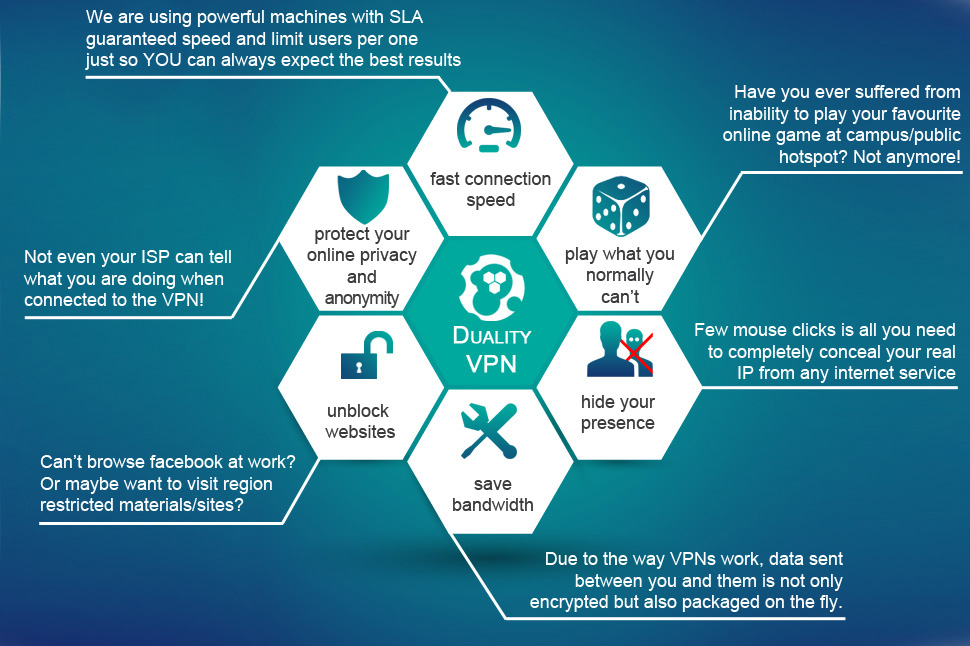 We are using powerful machines with SLA
guaranteed speed and limit users per one
just so YOU can always expect the best results
fast connection
speed
Have you ever suffered from
inability to play your favourite
online game at campus/public
hotspot? Not anymore!
play what you
normally
can't
protect your
online privacy
and
anonymity
Not even your ISP can tell
what you are doing when
connected to the VPN!
DUALITY
VPN
Few mouse clicks is all you need
to completely conceal your real
IP from any internet service
hide your
presence
unblock
websites
Can't browse facebook at work?
Or maybe want to visit region
restricted materials/sites?
save
bandwidth
Due to the way VPNs work, data sent
between you and them is not only
encrypted but also packaged on the fly.